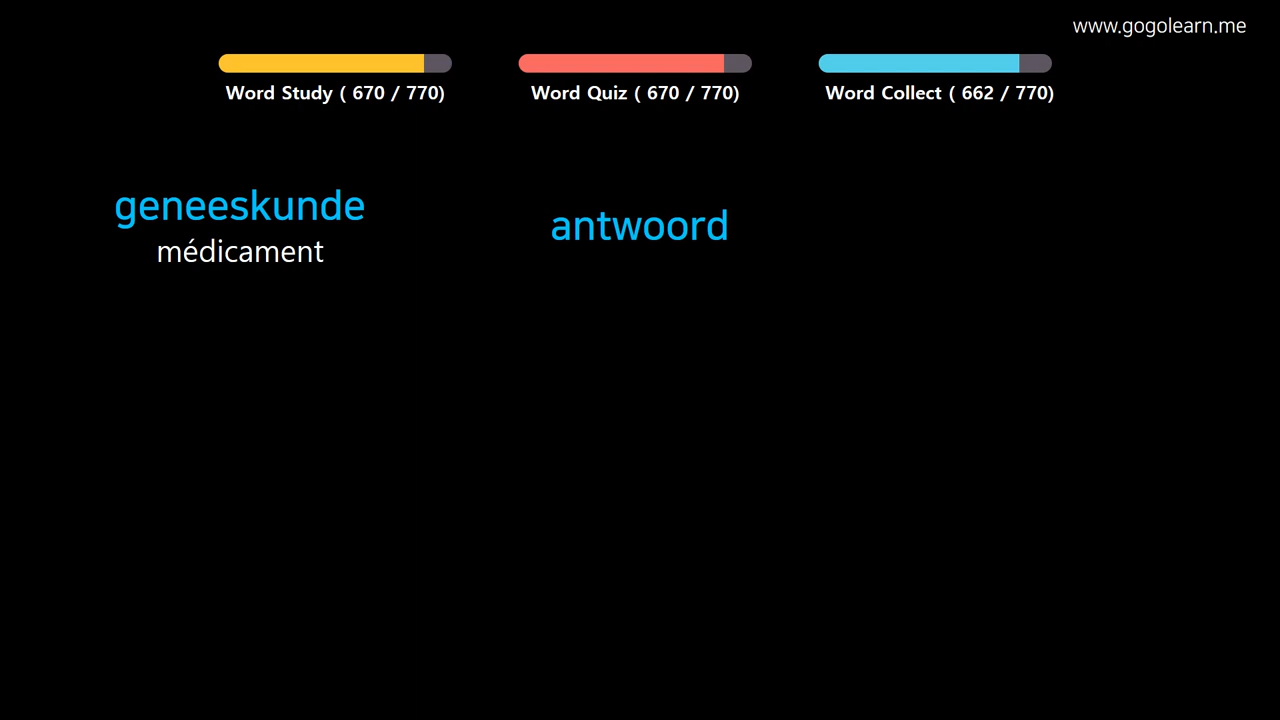 www.gogolearn.me
Word Study ( 670 / 770)
Word Quiz ( 670 / 770)
Word Collect ( 662 / 770)
geneeskunde
médicament
antwoord